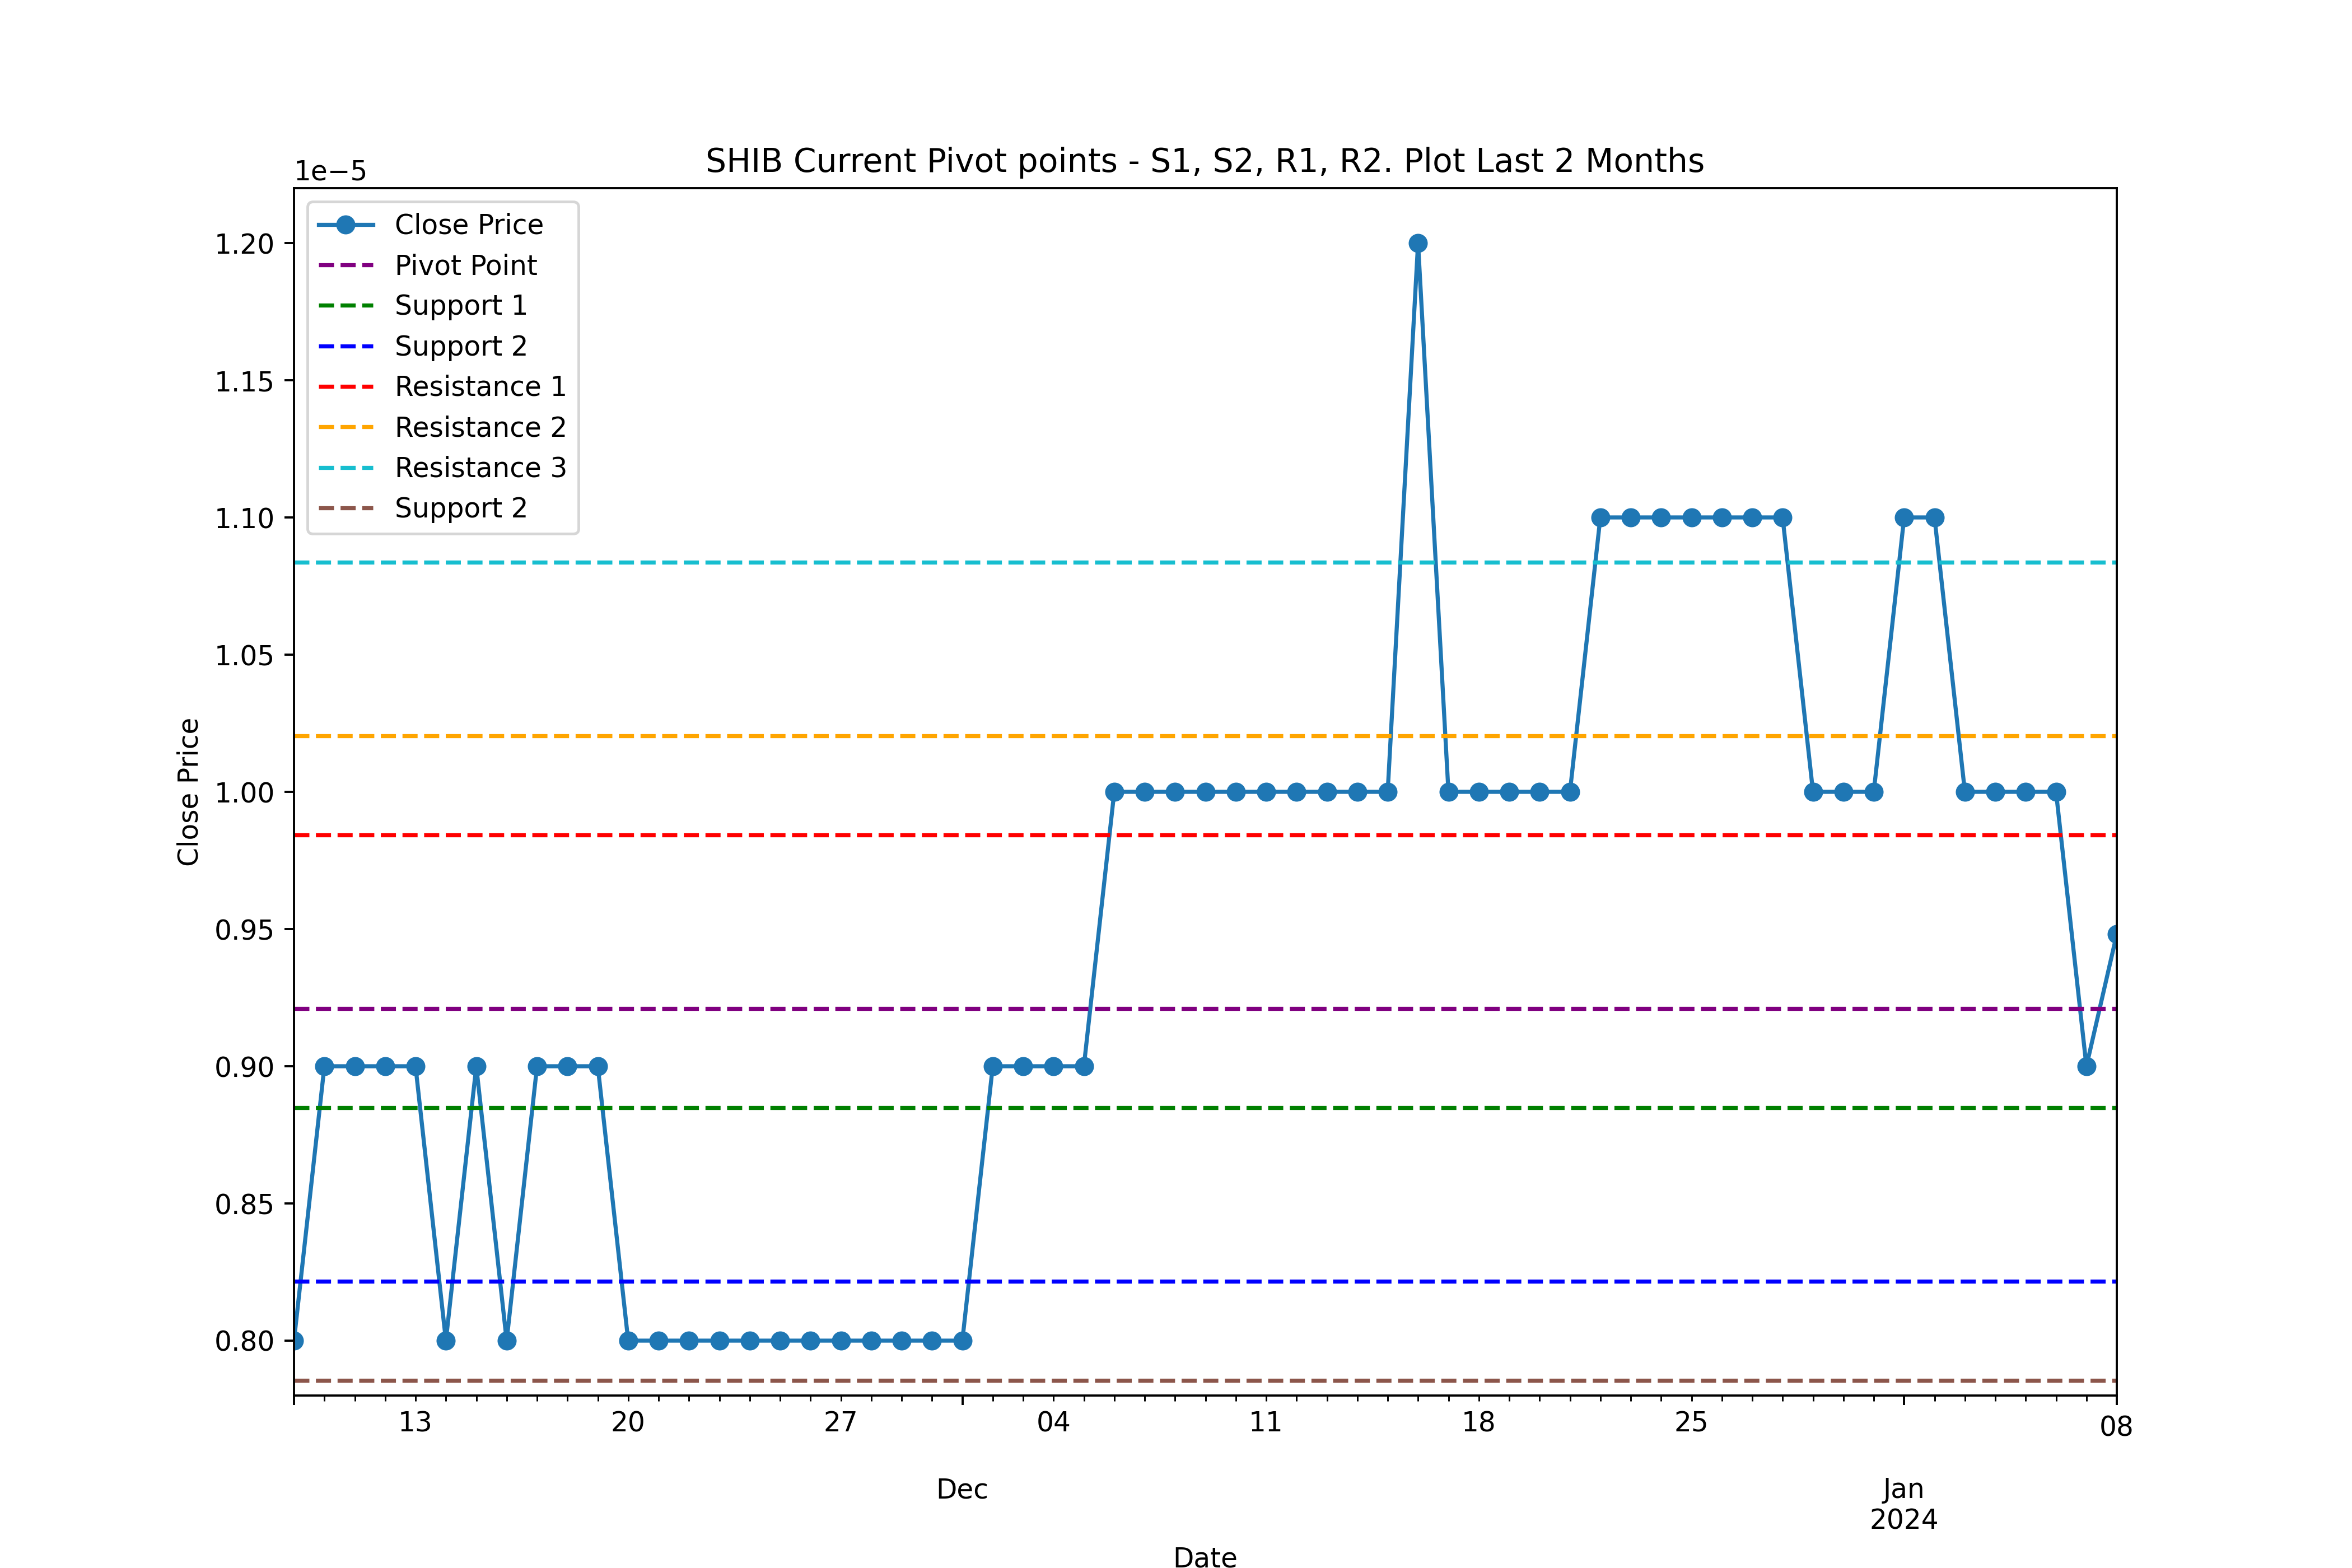 SHIB Current Pivot points - S1, S2, R1, R2. Plot Last 2 Months
1e−5
Close Price
Pivot Point
Support 1
Support 2
Resistance 1
Resistance 2
Resistance 3
Support 2
1.20
1.15
1.10
1.05
1.00
0.95
0.90
0.85
0.80
Close Price
13 20 27 04 11 18 25 08
Dec Jan
2024
Date